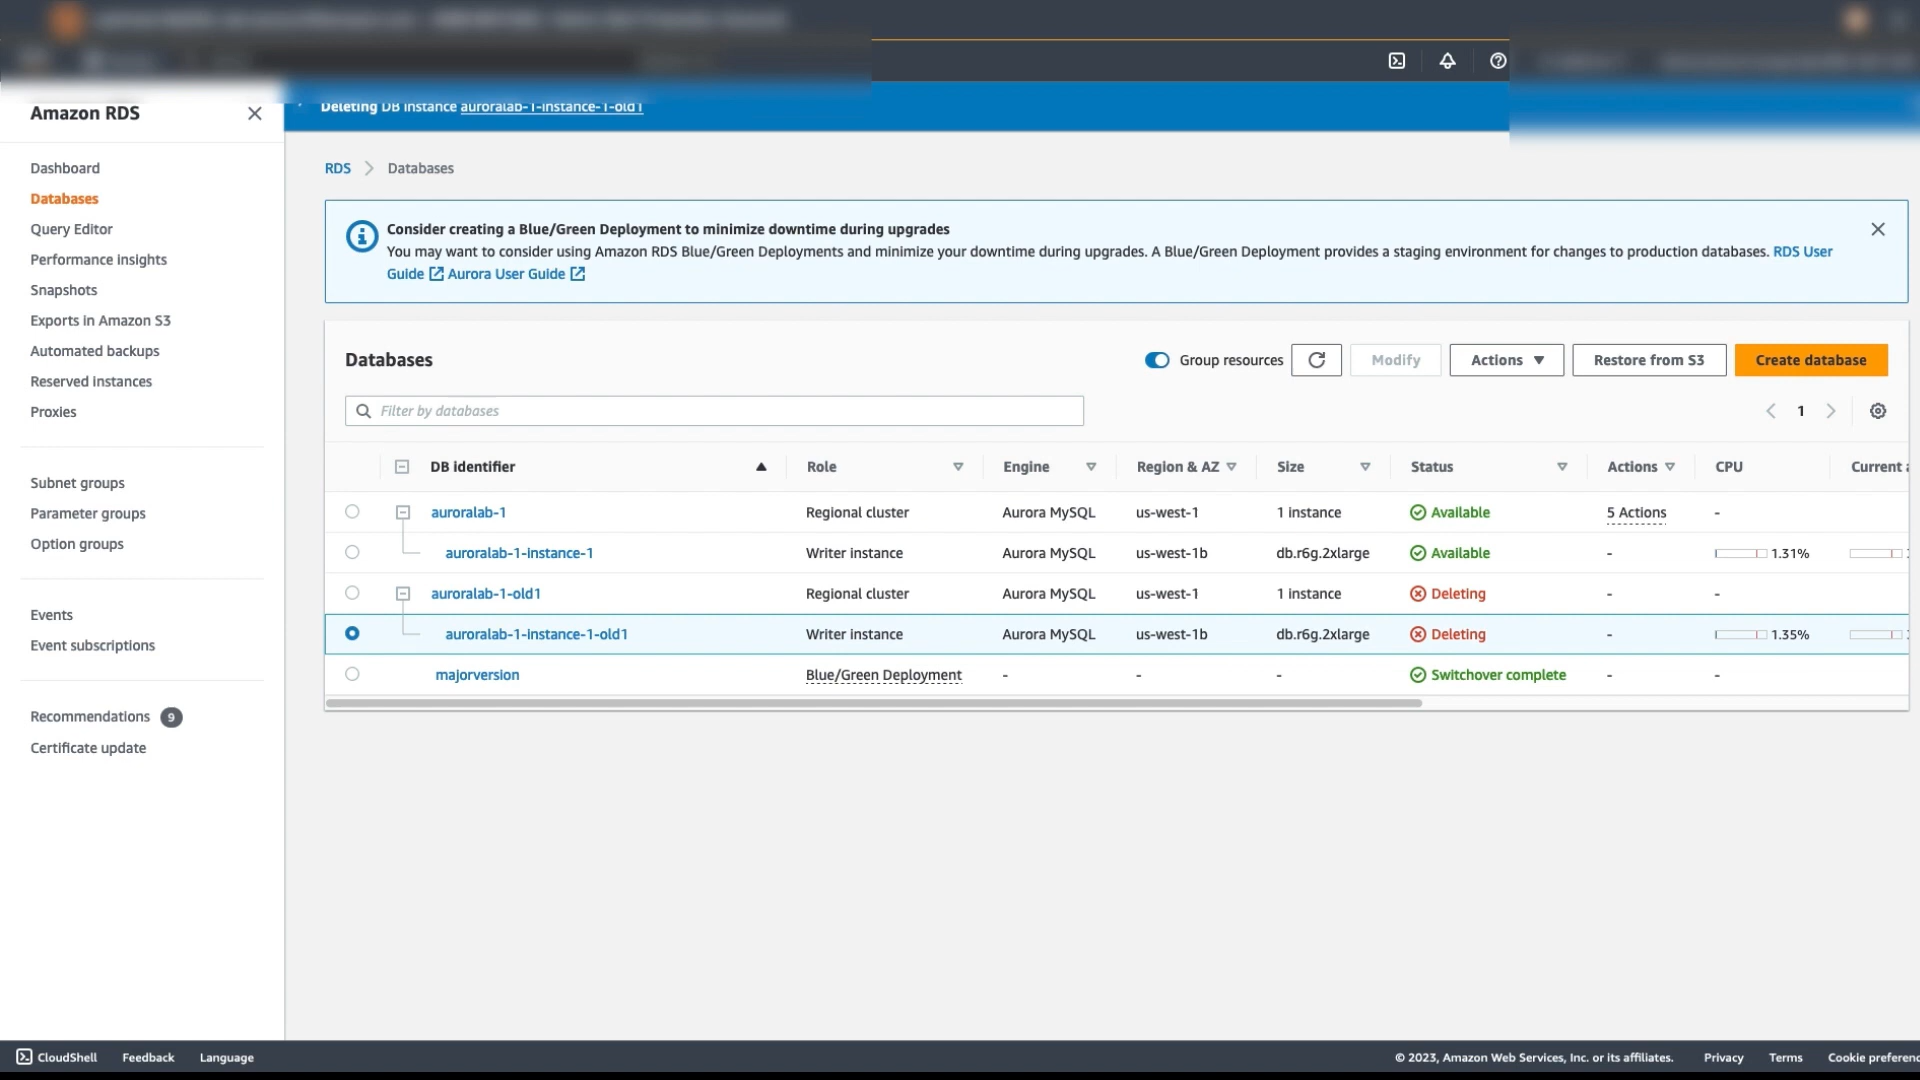 Amazon RDS
Deleting DB instance auroralab-1-instance-1-old1
Dashboard
Databases
Query Editor
Performance insights
Snapshots
Exports in Amazon S3
Automated backups
Reserved instances
Proxies
Subnet groups
Parameter groups
Option groups
Events
Event subscriptions
Recommendations 9
Certificate update
RDS > Databases
Consider creating a Blue/Green Deployment to minimize downtime during upgrades
You may want to consider using Amazon RDS Blue/Green Deployments and minimize your downtime during upgrades. A Blue/Green Deployment provides a staging environment for changes to production databases. RDS User
Guide Aurora User Guide
Databases Group resources Modify Actions Restore from S3 Create database
Filter by databases 1
DB identifier Role Engine Region & AZ Size Status Actions CPU Current a
auroralab-1 Regional cluster Aurora MySQL us-west-1 1 instance Available 5 Actions -
auroralab-1-instance-1 Writer instance Aurora MySQL us-west-1b db.r6g.2xlarge Available - 1.31%
auroralab-1-old1 Regional cluster Aurora MySQL us-west-1 1 instance Deleting - -
auroralab-1-instance-1-old1 Writer instance Aurora MySQL us-west-1b db.r6g.2xlarge Deleting - 1.35%
majorversion Blue/Green Deployment - - - Switchover complete - -
CloudShell Feedback Language © 2023, Amazon Web Services, Inc. or its affiliates. Privacy Terms Cookie preferenc